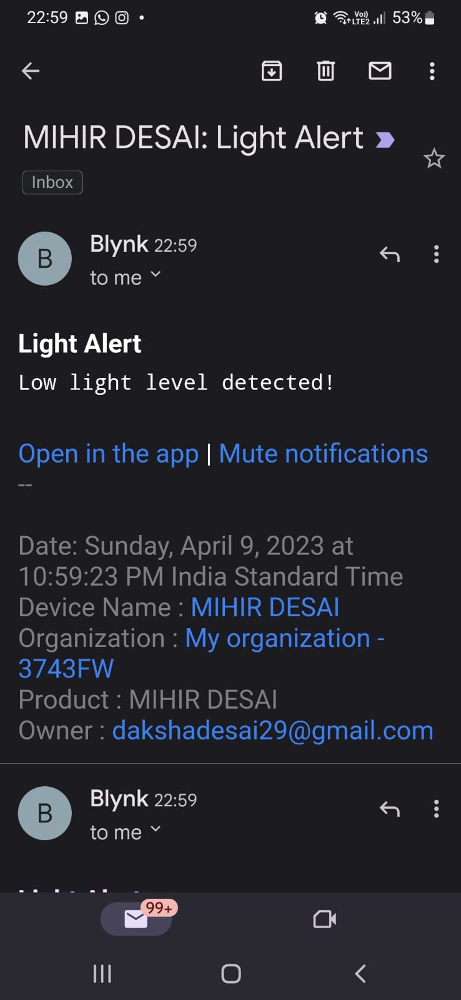 22:59
Vo))
LTE2
53%
MIHIR DESAI: Light Alert
Inbox
B
Blynk 22:59
to me
Light Alert
Low light level detected!
Open in the app | Mute notifications
--
Date: Sunday, April 9, 2023 at
10:59:23 PM India Standard Time
Device Name : MIHIR DESAI
Organization : My organization -
3743FW
Product : MIHIR DESAI
Owner : dakshadesai29@gmail.com
B
Blynk 22:59
to me
99+